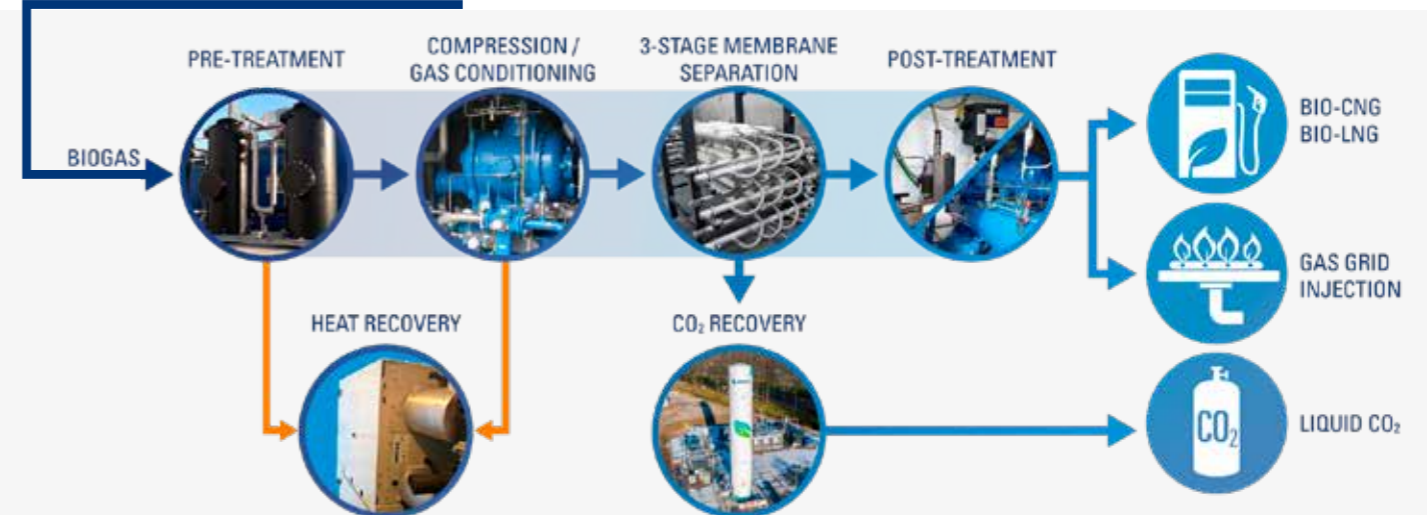 PRE-TREATMENT
COMPRESSION /
GAS CONDITIONING
3-STAGE MEMBRANE
SEPARATION
POST-TREATMENT
BIOGAS
BIO-CNG
BIO-LNG
GAS GRID
INJECTION
HEAT RECOVERY
CO₂ RECOVERY
CO₂
LIQUID CO₂